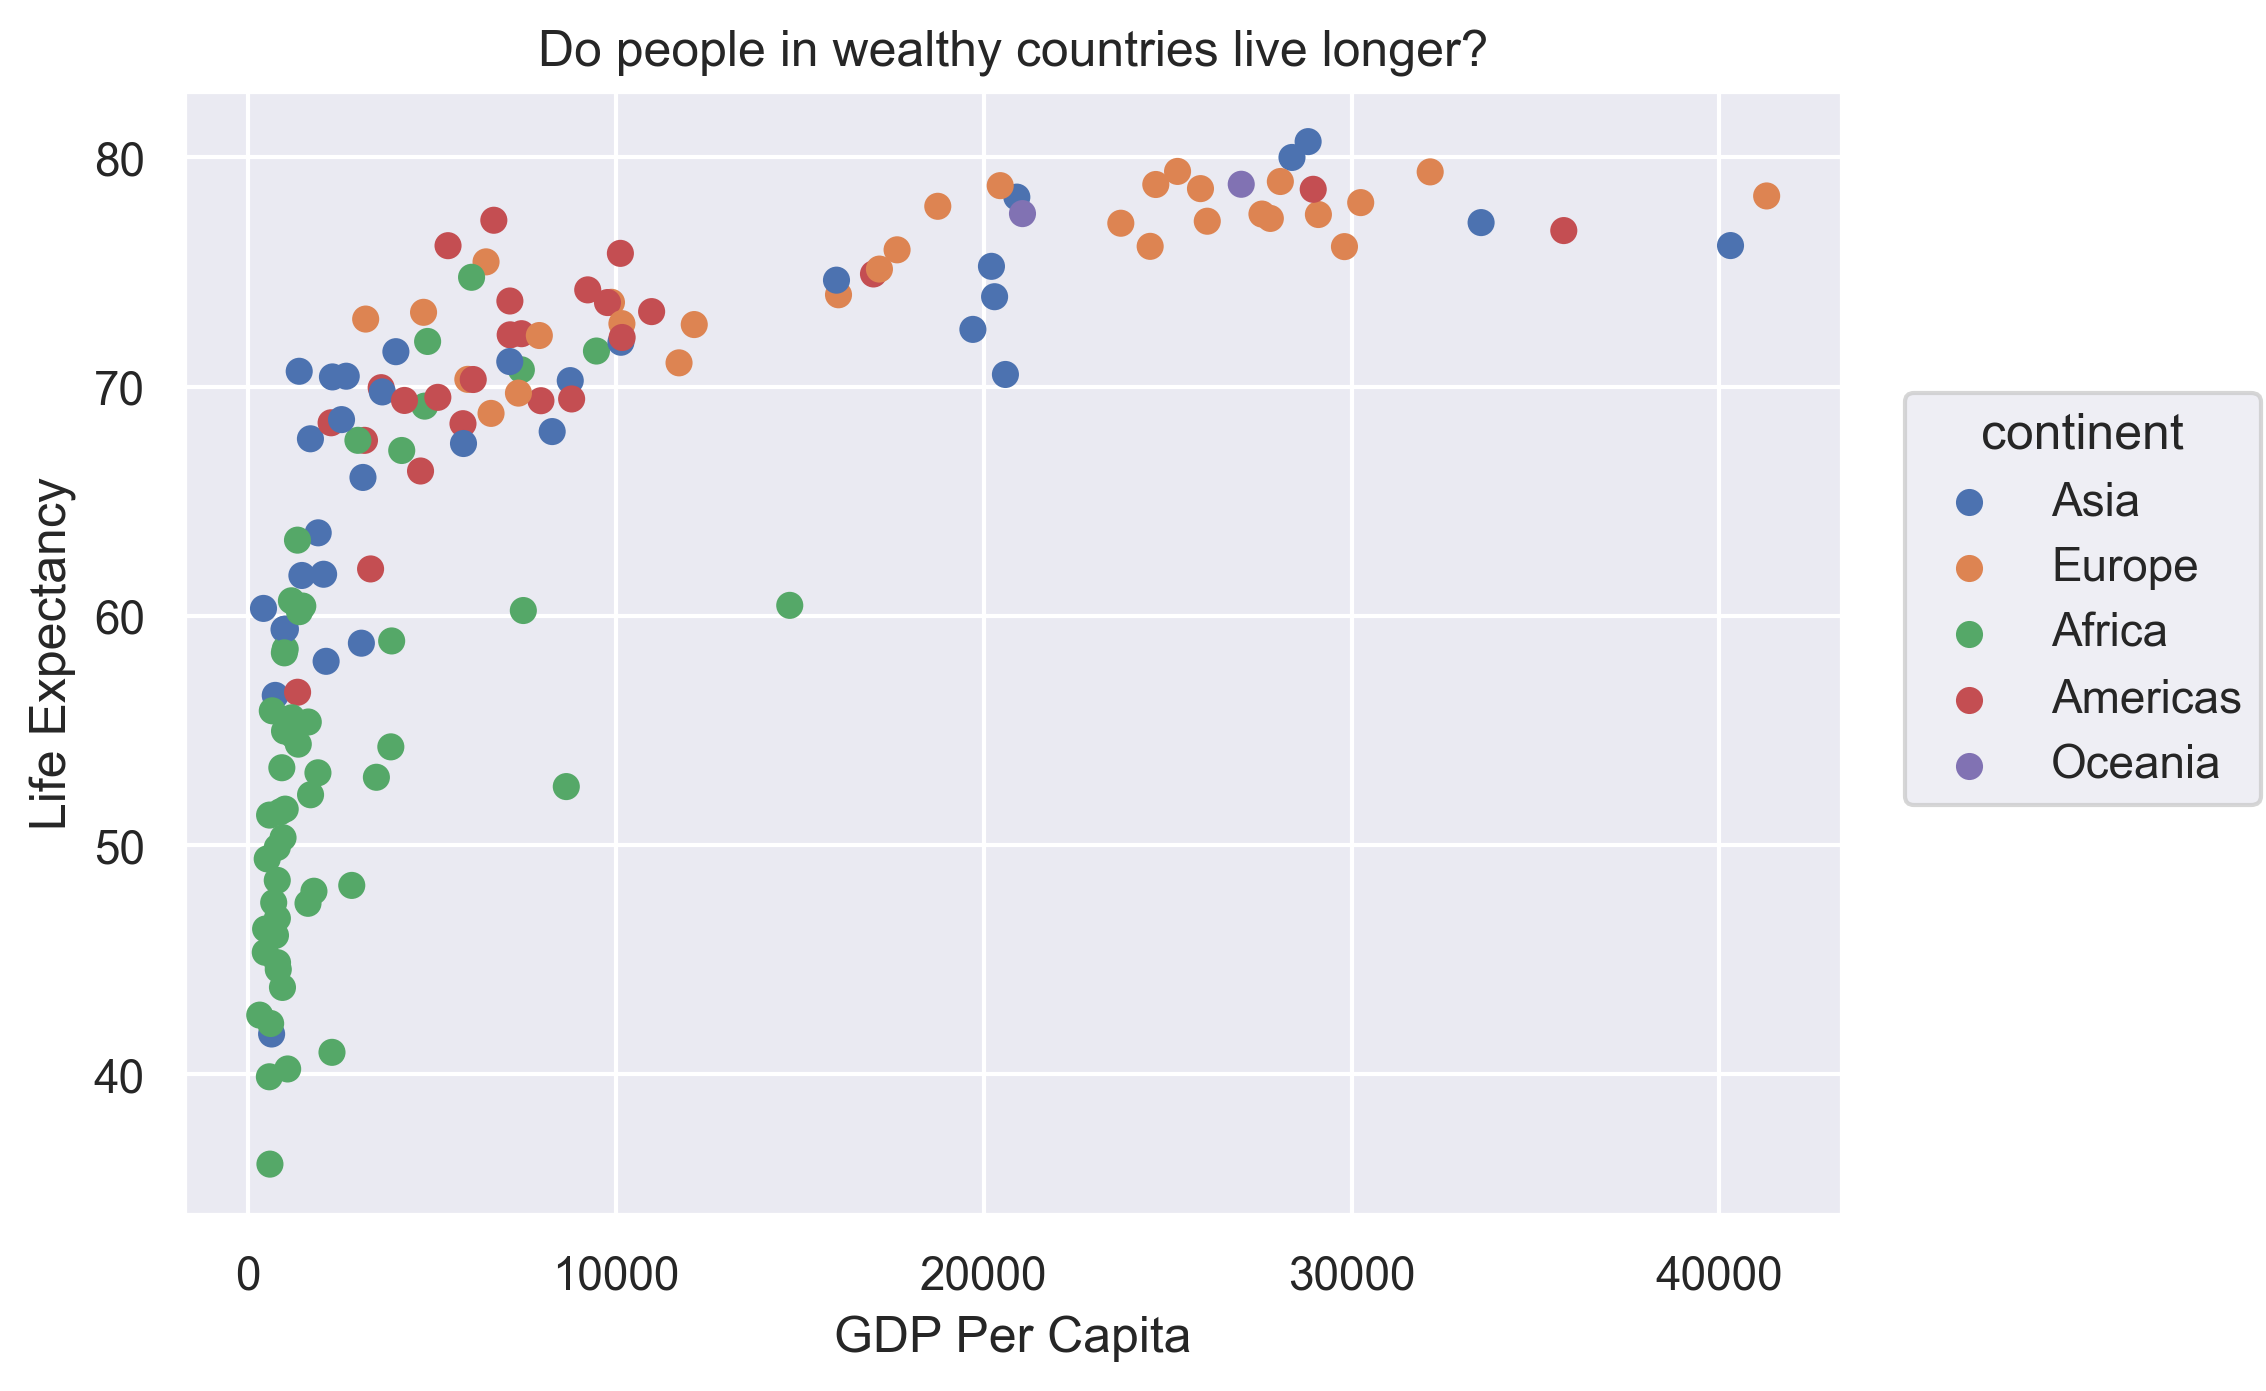 Do people in wealthy countries live longer?
80
70
60
50
40
Life Expectancy
0 10000 20000 30000 40000
GDP Per Capita
continent
Asia
Europe
Africa
Americas
Oceania